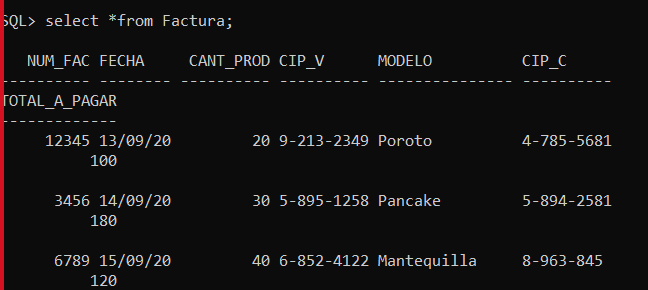 SQL> select *from Factura;
NUM_FAC FECHA CANT_PROD CIP_V MODELO CIP_C
---------- -------- ---------- ---------- --------------- ----------
TOTAL_A_PAGAR
-------------
12345 13/09/20 20 9-213-2349 Poroto 4-785-5681
100
3456 14/09/20 30 5-895-1258 Pancake 5-894-2581
180
6789 15/09/20 40 6-852-4122 Mantequilla 8-963-845
120